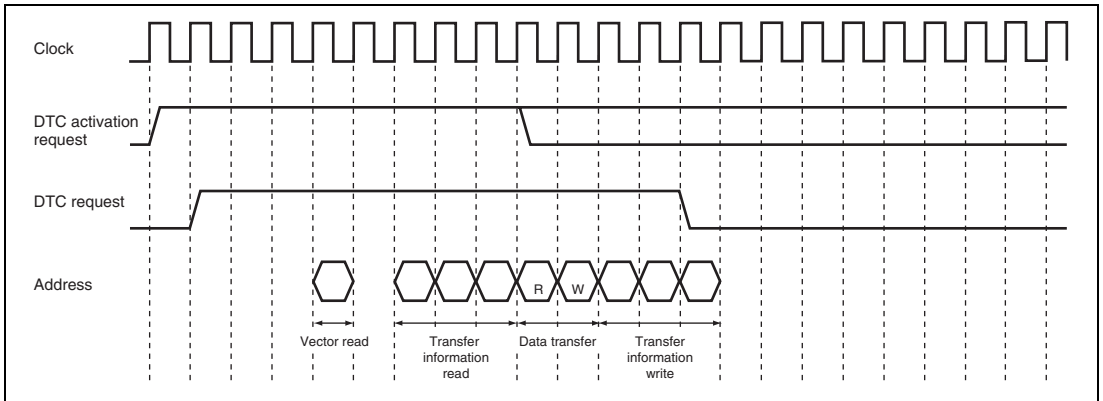 Clock
DTC activation
request
DTC request
Address
R
W
Vector read
Transfer
information
read
Data transfer
Transfer
information
write